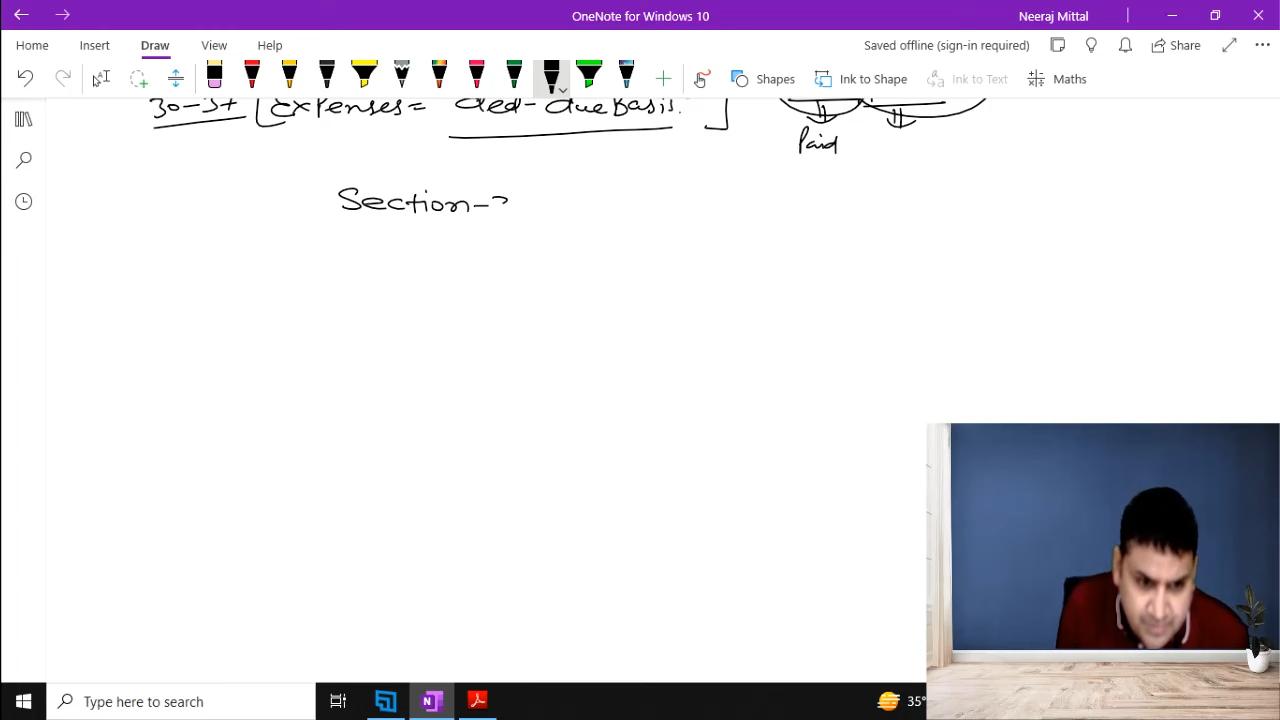 OneNote for Windows 10
Neeraj Mittal
Home Insert Draw View Help
Saved offline (sign-in required)
Share
Shapes
Ink to Shape
Ink to Text
Maths
30-37 [Expenses = ded-due Basis.]
Paid
Section-
Type here to search
35°